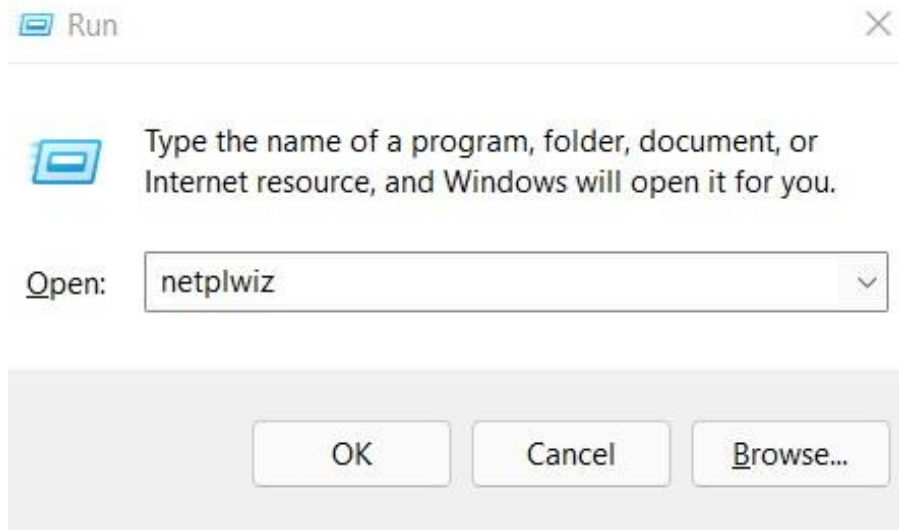 Run
Type the name of a program, folder, document, or
Internet resource, and Windows will open it for you.
Open: netplwiz
OK Cancel Browse...